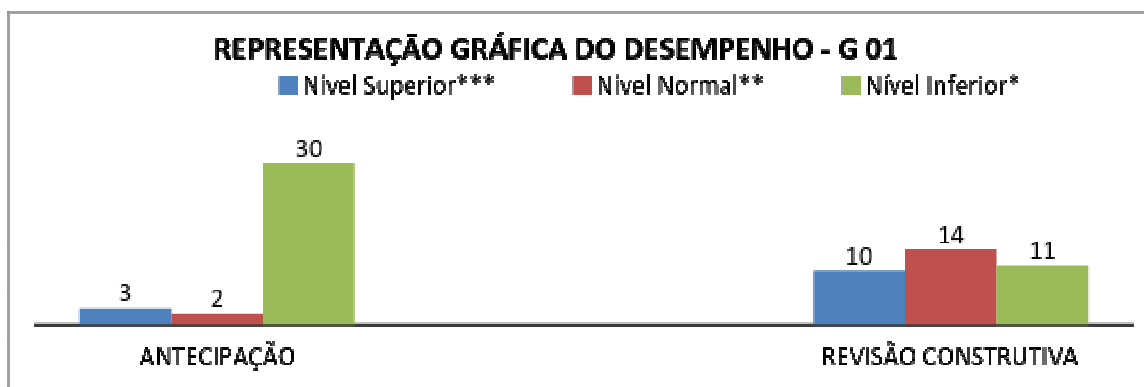 REPRESENTAÇÃO GRÁFICA DO DESEMPENHO - G 01
Nivel Superior*** Nivel Normal** Nível Inferior*
30
14
10 11
3 2
ANTECIPAÇÃO REVISÃO CONSTRUTIVA